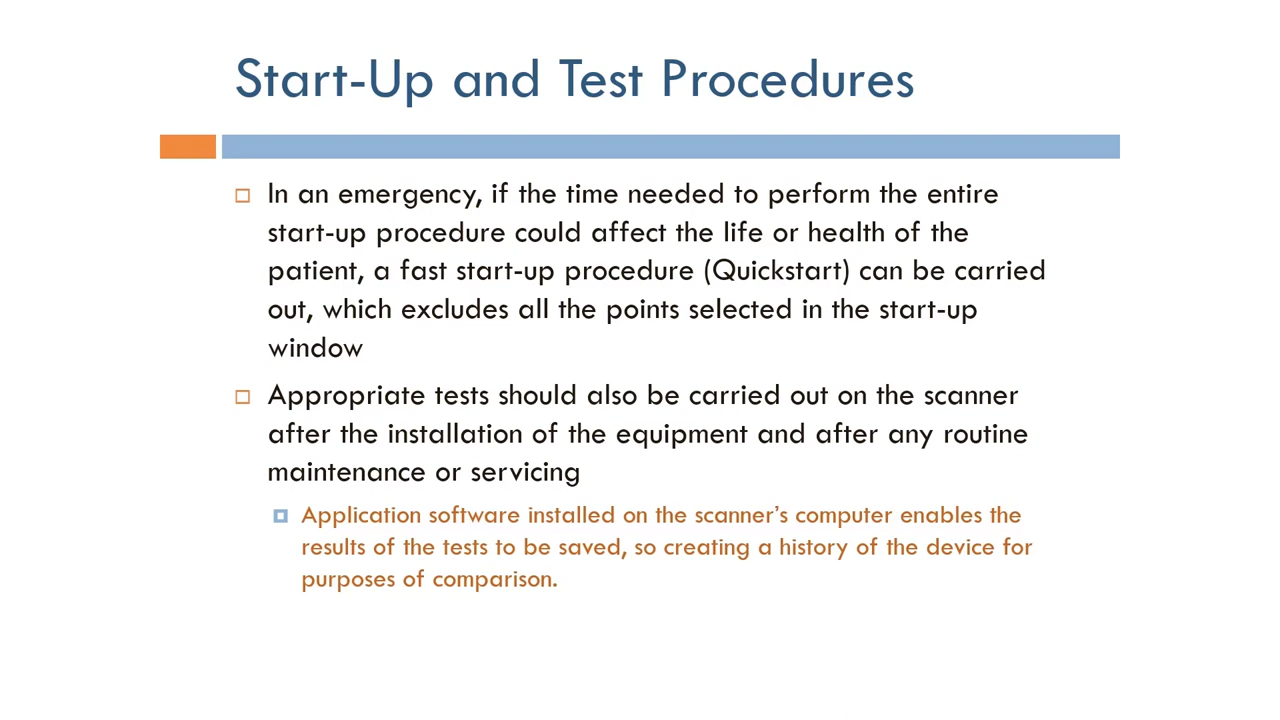 Start-Up and Test Procedures
In an emergency, if the time needed to perform the entire
start-up procedure could affect the life or health of the
patient, a fast start-up procedure (Quickstart) can be carried
out, which excludes all the points selected in the start-up
window
Appropriate tests should also be carried out on the scanner
after the installation of the equipment and after any routine
maintenance or servicing
Application software installed on the scanner’s computer enables the
results of the tests to be saved, so creating a history of the device for
purposes of comparison.